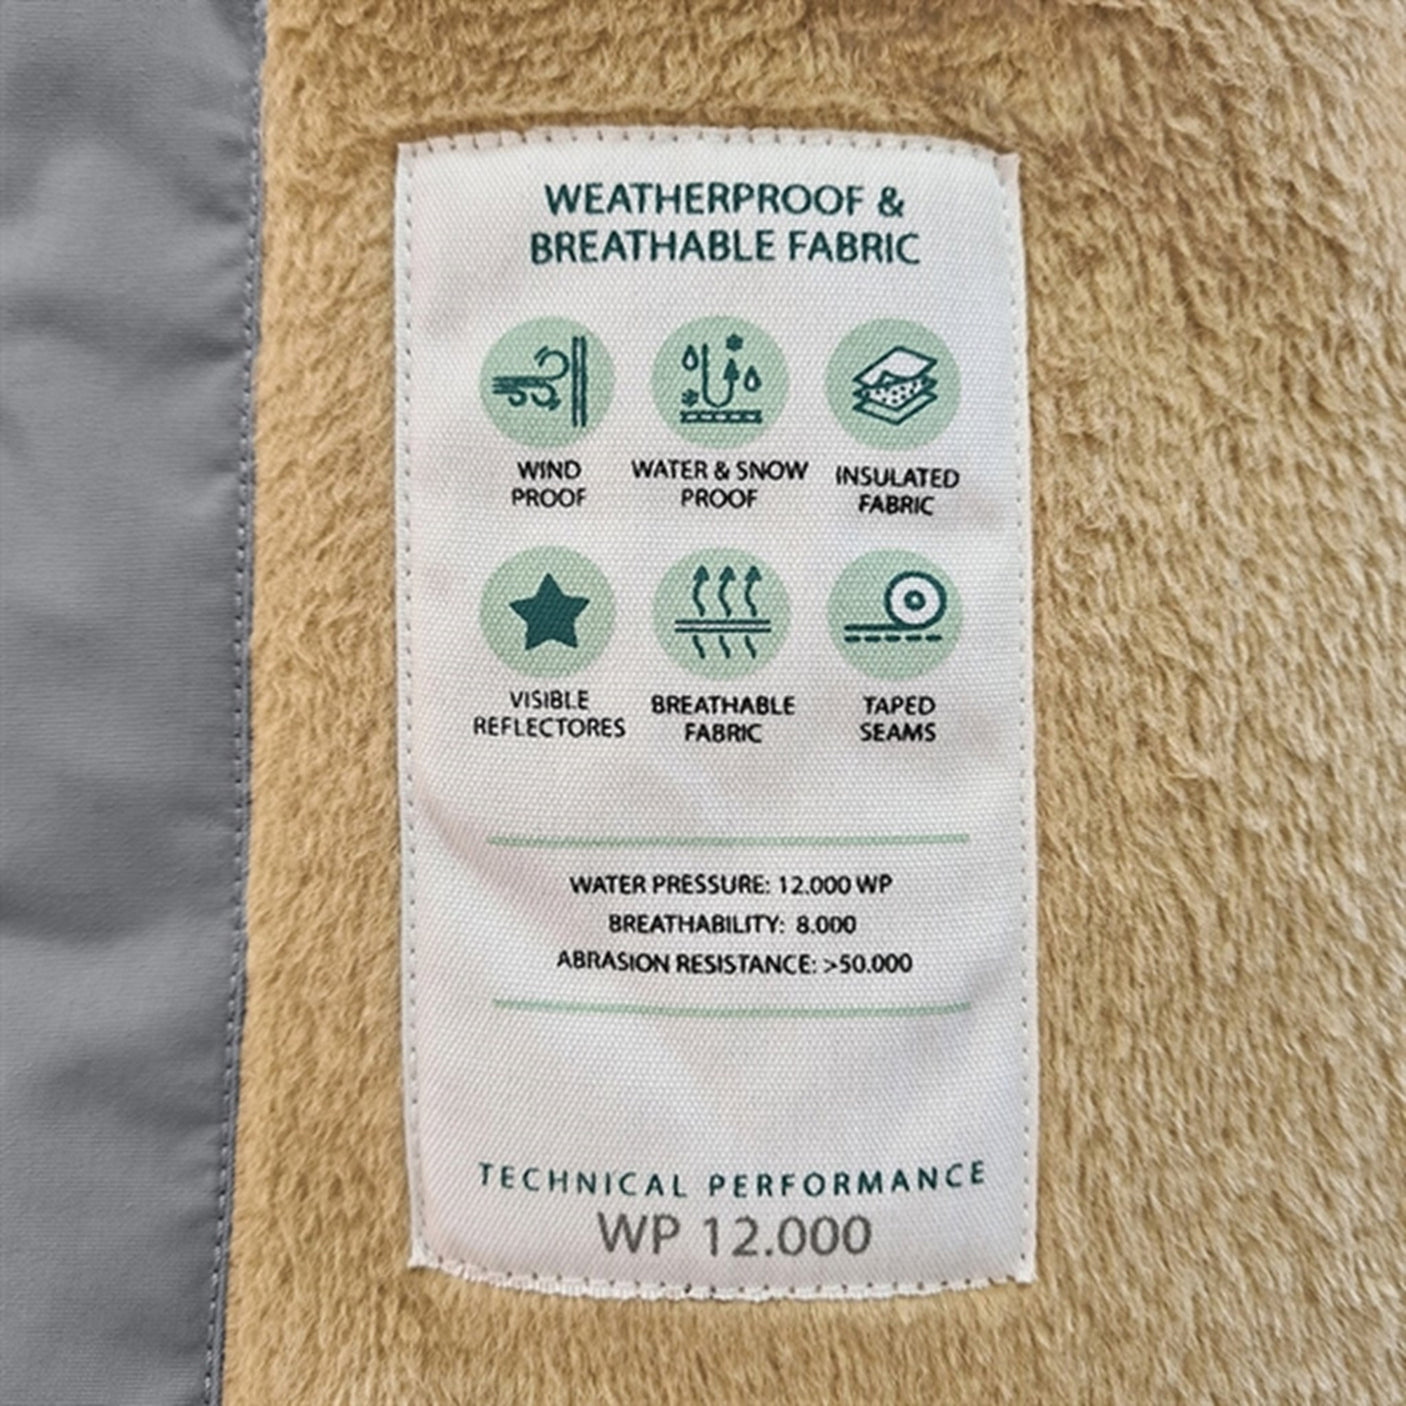 WEATHERPROOF &
BREATHABLE FABRIC
WIND
PROOF
WATER & SNOW
PROOF
INSULATED
FABRIC
VISIBLE
REFLECTORES
BREATHABLE
FABRIC
TAPED
SEAMS
WATER PRESSURE: 12.000 WP
BREATHABILITY: 8.000
ABRASION RESISTANCE: >50.000
TECHNICAL PERFORMANCE
WP 12.000